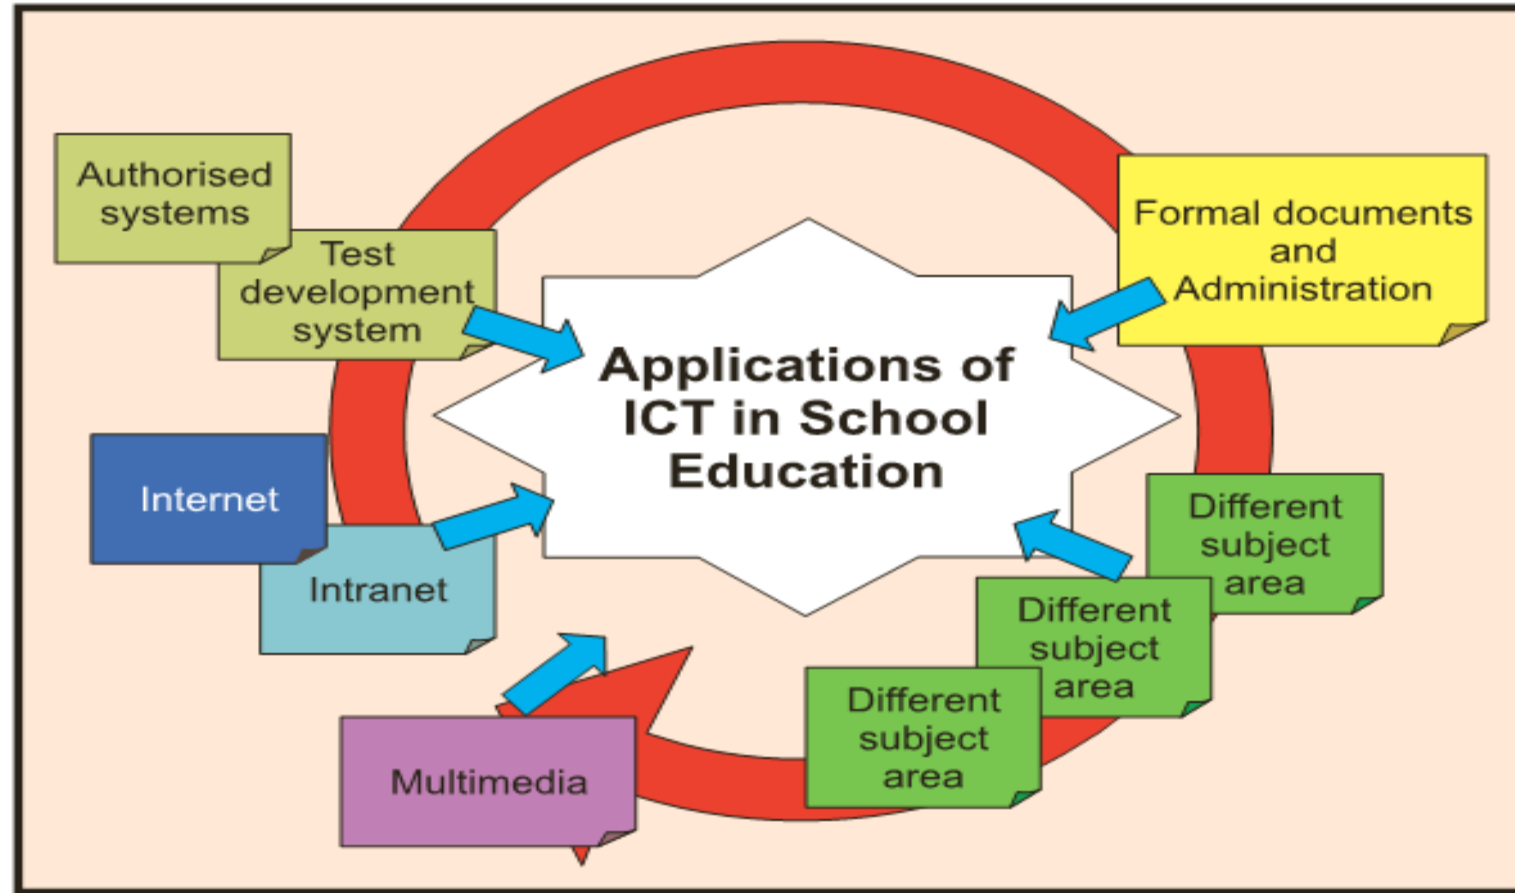 Authorised
systems
Test
development
system
Formal documents
and
Administration
Applications of
ICT in School
Education
Internet
Intranet
Different
subject
area
Different
subject
area
Different
subject
area
Multimedia